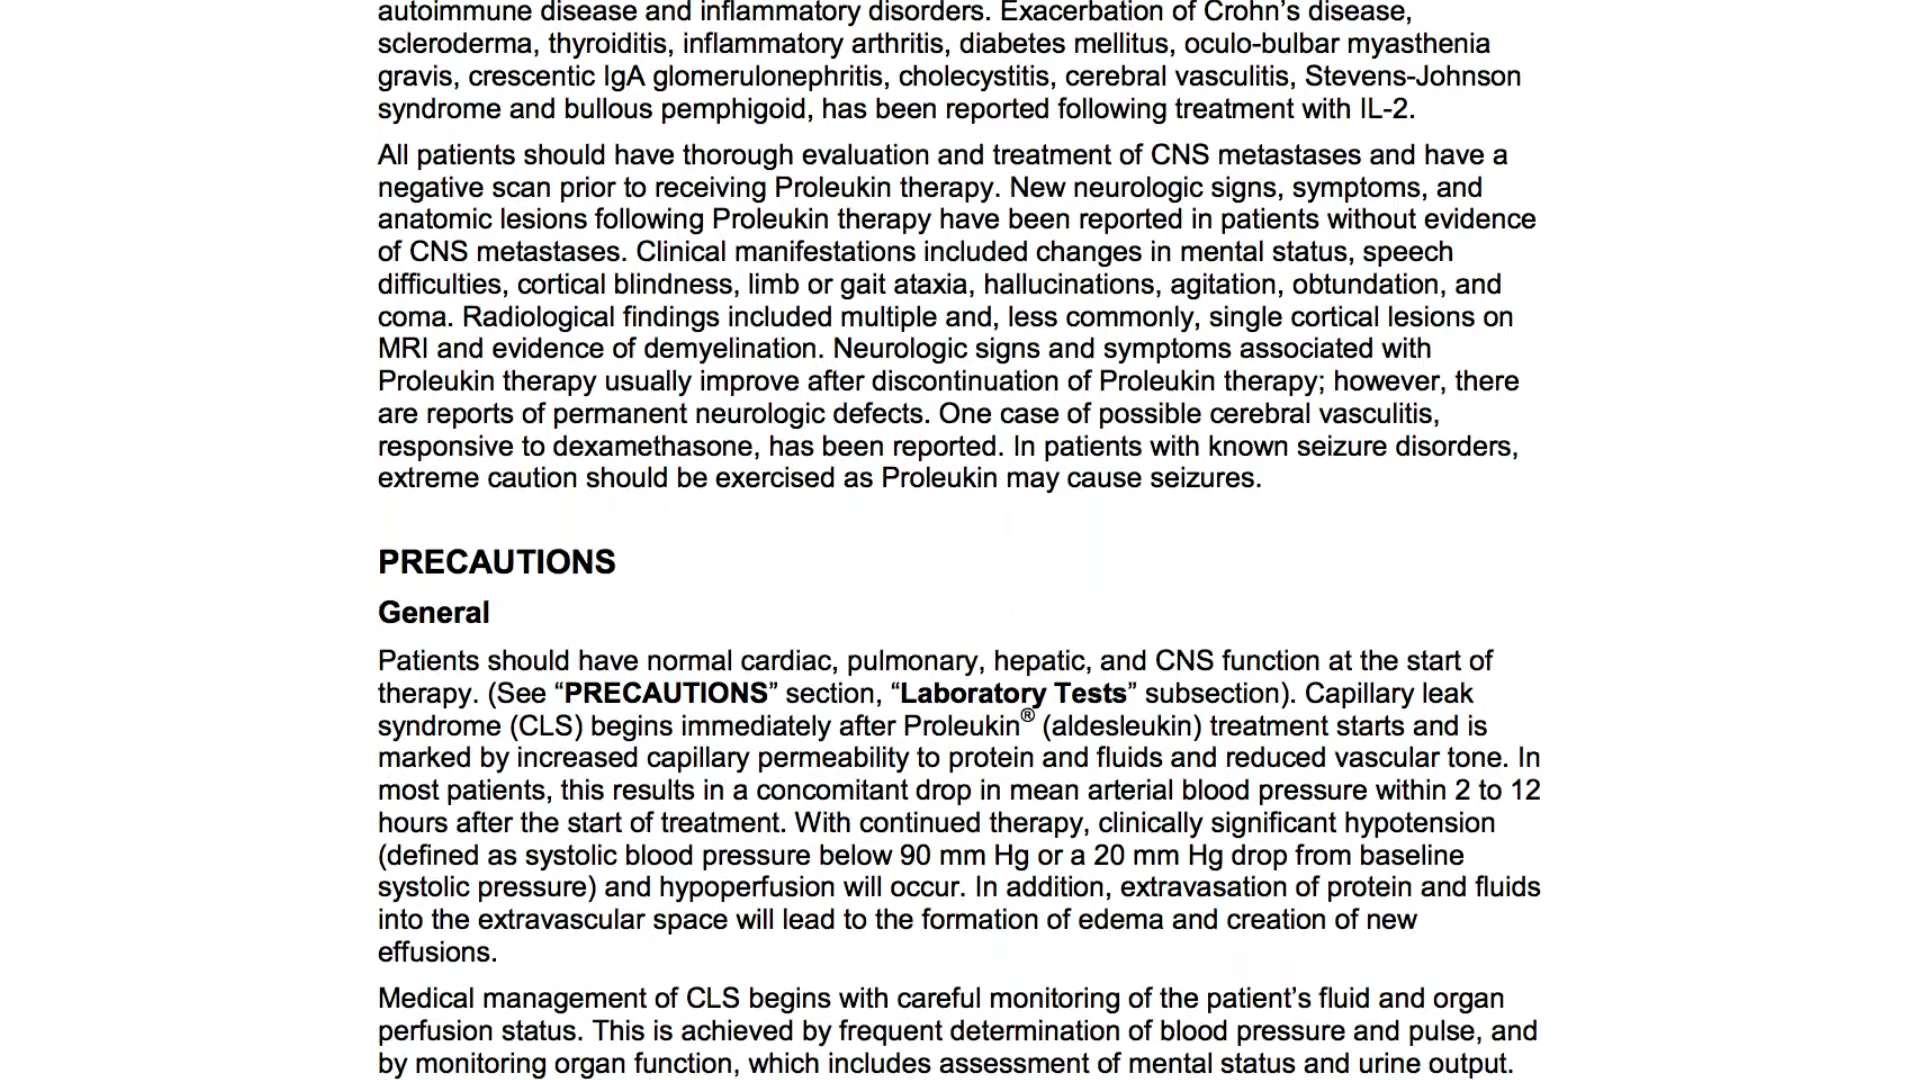 autoimmune disease and inflammatory disorders. Exacerbation of Crohn’s disease,
scleroderma, thyroiditis, inflammatory arthritis, diabetes mellitus, oculo-bulbar myasthenia
gravis, crescentic IgA glomerulonephritis, cholecystitis, cerebral vasculitis, Stevens-Johnson
syndrome and bullous pemphigoid, has been reported following treatment with IL-2.
All patients should have thorough evaluation and treatment of CNS metastases and have a
negative scan prior to receiving Proleukin therapy. New neurologic signs, symptoms, and
anatomic lesions following Proleukin therapy have been reported in patients without evidence
of CNS metastases. Clinical manifestations included changes in mental status, speech
difficulties, cortical blindness, limb or gait ataxia, hallucinations, agitation, obtundation, and
coma. Radiological findings included multiple and, less commonly, single cortical lesions on
MRI and evidence of demyelination. Neurologic signs and symptoms associated with
Proleukin therapy usually improve after discontinuation of Proleukin therapy; however, there
are reports of permanent neurologic defects. One case of possible cerebral vasculitis,
responsive to dexamethasone, has been reported. In patients with known seizure disorders,
extreme caution should be exercised as Proleukin may cause seizures.
PRECAUTIONS
General
Patients should have normal cardiac, pulmonary, hepatic, and CNS function at the start of
therapy. (See “PRECAUTIONS” section, “Laboratory Tests” subsection). Capillary leak
syndrome (CLS) begins immediately after Proleukin® (aldesleukin) treatment starts and is
marked by increased capillary permeability to protein and fluids and reduced vascular tone. In
most patients, this results in a concomitant drop in mean arterial blood pressure within 2 to 12
hours after the start of treatment. With continued therapy, clinically significant hypotension
(defined as systolic blood pressure below 90 mm Hg or a 20 mm Hg drop from baseline
systolic pressure) and hypoperfusion will occur. In addition, extravasation of protein and fluids
into the extravascular space will lead to the formation of edema and creation of new
effusions.
Medical management of CLS begins with careful monitoring of the patient’s fluid and organ
perfusion status. This is achieved by frequent determination of blood pressure and pulse, and
by monitoring organ function, which includes assessment of mental status and urine output.